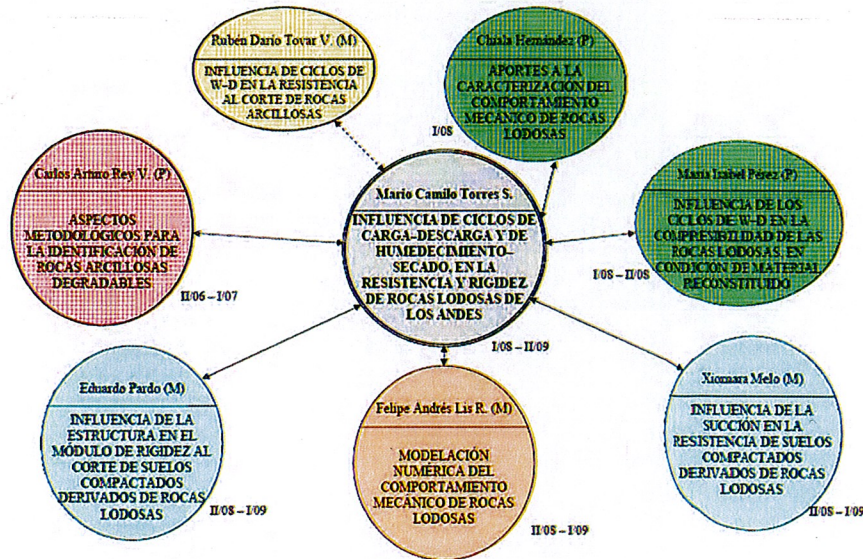 Rubén Darío Tovar V. (M)
INFLUENCIA DE CICLOS DE
W-D EN LA RESISTENCIA
AL CORTE DE ROCAS
ARCILLOSAS
Chiala Hernández (P)
APORTES A LA
CARACTERIZACIÓN DEL
COMPORTAMIENTO
MECÁNICO DE ROCAS
LODOSAS
I/08
Carlos Arturo Rey V. (P)
ASPECTOS
METODOLOGICOS PARA
LA IDENTIFICACIÓN DE
ROCAS ARCILLOSAS
DEGRADABLES
II/06 – I/07
Mario Camilo Torres S.
INFLUENCIA DE CICLOS DE
CARGA-DESCARGA Y DE
HUMEDECIMIENTO-
SECADO, EN LA
RESISTENCIA Y RIGIDEZ
DE ROCAS LODOSAS DE
LOS ANDES
I/08 – II/09
María Isabel Pérez (P)
INFLUENCIA DE LOS
CICLOS DE W-D EN LA
COMPRESIBILIDAD DE LAS
ROCAS LODOSAS, EN
CONDICION DE MATERIAL
RECONSTITUIDO
I/08 – II/08
Eduardo Pardo (M)
INFLUENCIA DE LA
ESTRUCTURA EN EL
MÓDULO DE RIGIDEZ AL
CORTE DE SUELOS
COMPACTADOS
DERIVADOS DE ROCAS
LODOSAS
II/08 – I/09
Felipe Andrés Lis R. (M)
MODELACIÓN
NUMÉRICA DEL
COMPORTAMIENTO
MECÁNICO DE ROCAS
LODOSAS
II/08 – I/09
Xiomara Melo (M)
INFLUENCIA DE LA
SUCCIÓN EN LA
RESISTENCIA DE SUELOS
COMPACTADOS
DERIVADOS DE ROCAS
LODOSAS
II/08 – I/09